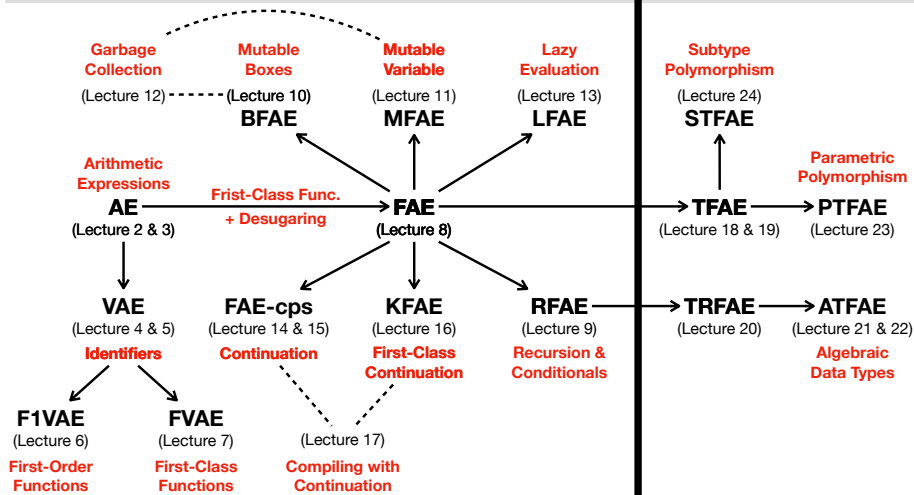 Garbage
Collection
(Lecture 12)
Mutable
Boxes
(Lecture 10)
BFAE
Mutable
Variable
(Lecture 11)
MFAE
Lazy
Evaluation
(Lecture 13)
LFAE
Subtype
Polymorphism
(Lecture 24)
STFAE
Arithmetic
Expressions
AE
(Lecture 2 & 3)
Frist-Class Func.
+ Desugaring
FAE
(Lecture 8)
TFAE
(Lecture 18 & 19)
Parametric
Polymorphism
PTFAE
(Lecture 23)
VAE
(Lecture 4 & 5)
Identifiers
FAE-cps
(Lecture 14 & 15)
Continuation
KFAE
(Lecture 16)
First-Class
Continuation
RFAE
(Lecture 9)
Recursion &
Conditionals
TRFAE
(Lecture 20)
ATFAE
(Lecture 21 & 22)
Algebraic
Data Types
F1VAE
(Lecture 6)
First-Order
Functions
FVAE
(Lecture 7)
First-Class
Functions
(Lecture 17)
Compiling with
Continuation